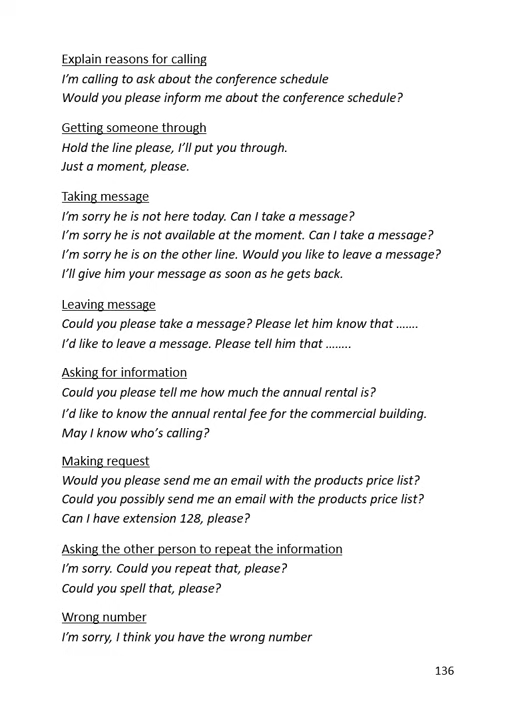 Explain reasons for calling
I'm calling to ask about the conference schedule
Would you please inform me about the conference schedule?
Getting someone through
Hold the line please, I'll put you through.
Just a moment, please.
Taking message
I'm sorry he is not here today. Can I take a message?
I'm sorry he is not available at the moment. Can I take a message?
I'm sorry he is on the other line. Would you like to leave a message?
I'll give him your message as soon as he gets back.
Leaving message
Could you please take a message? Please let him know that .......
I'd like to leave a message. Please tell him that ........
Asking for information
Could you please tell me how much the annual rental is?
I'd like to know the annual rental fee for the commercial building.
May I know who's calling?
Making request
Would you please send me an email with the products price list?
Could you possibly send me an email with the products price list?
Can I have extension 128, please?
Asking the other person to repeat the information
I'm sorry. Could you repeat that, please?
Could you spell that, please?
Wrong number
I'm sorry, I think you have the wrong number
136